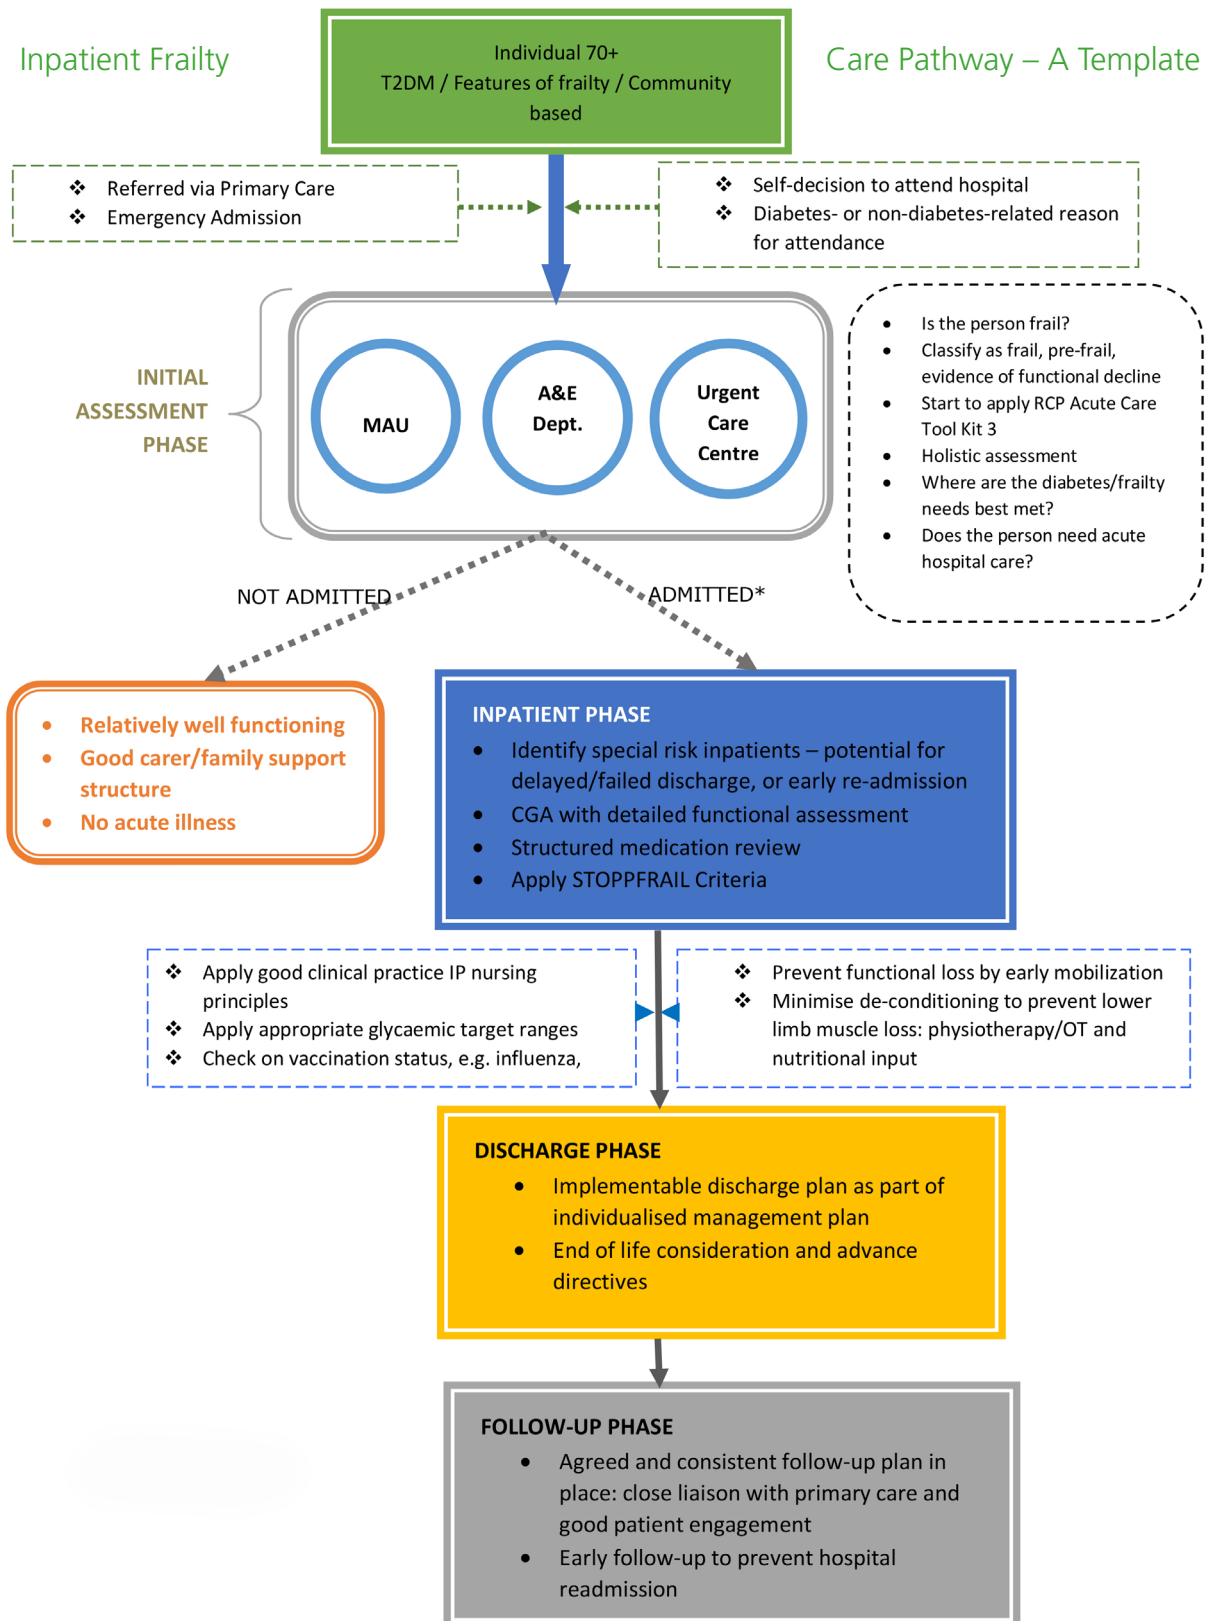 Inpatient Frailty
Care Pathway – A Template
Individual 70+
T2DM / Features of frailty / Community
based
❖ Referred via Primary Care
❖ Emergency Admission
❖ Self-decision to attend hospital
❖ Diabetes- or non-diabetes-related reason
for attendance
INITIAL
ASSESSMENT
PHASE
MAU
A&E
Dept.
Urgent
Care
Centre
• Is the person frail?
• Classify as frail, pre-frail,
evidence of functional decline
• Start to apply RCP Acute Care
Tool Kit 3
• Holistic assessment
• Where are the diabetes/frailty
needs best met?
• Does the person need acute
hospital care?
NOT ADMITTED
ADMITTED*
• Relatively well functioning
• Good carer/family support
structure
• No acute illness
INPATIENT PHASE
• Identify special risk inpatients – potential for
delayed/failed discharge, or early re-admission
• CGA with detailed functional assessment
• Structured medication review
• Apply STOPPFRAIL Criteria
❖ Apply good clinical practice IP nursing
principles
❖ Apply appropriate glycaemic target ranges
❖ Check on vaccination status, e.g. influenza,
❖ Prevent functional loss by early mobilization
❖ Minimise de-conditioning to prevent lower
limb muscle loss: physiotherapy/OT and
nutritional input
DISCHARGE PHASE
• Implementable discharge plan as part of
individualised management plan
• End of life consideration and advance
directives
FOLLOW-UP PHASE
• Agreed and consistent follow-up plan in
place: close liaison with primary care and
good patient engagement
• Early follow-up to prevent hospital
readmission